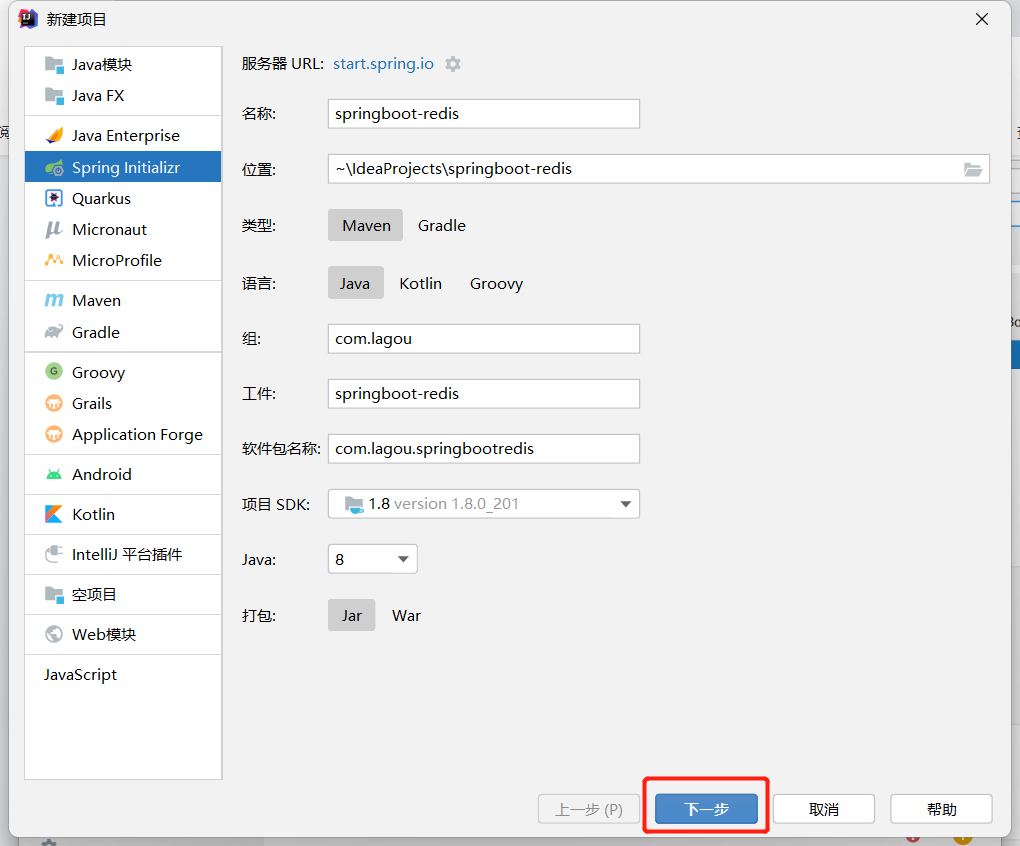 新建项目
Java模块
Java FX
Java Enterprise
Spring Initializr
Quarkus
Micronaut
MicroProfile
Maven
Gradle
Groovy
Grails
Application Forge
Android
Kotlin
IntelliJ 平台插件
空项目
Web模块
JavaScript
服务器 URL: start.spring.io
名称: springboot-redis
位置: ~\IdeaProjects\springboot-redis
类型: Maven Gradle
语言: Java Kotlin Groovy
组: com.lagou
工件: springboot-redis
软件包名称: com.lagou.springbootredis
项目 SDK: 1.8 version 1.8.0_201
Java: 8
打包: Jar War
上一步 (P) 下一步 取消 帮助